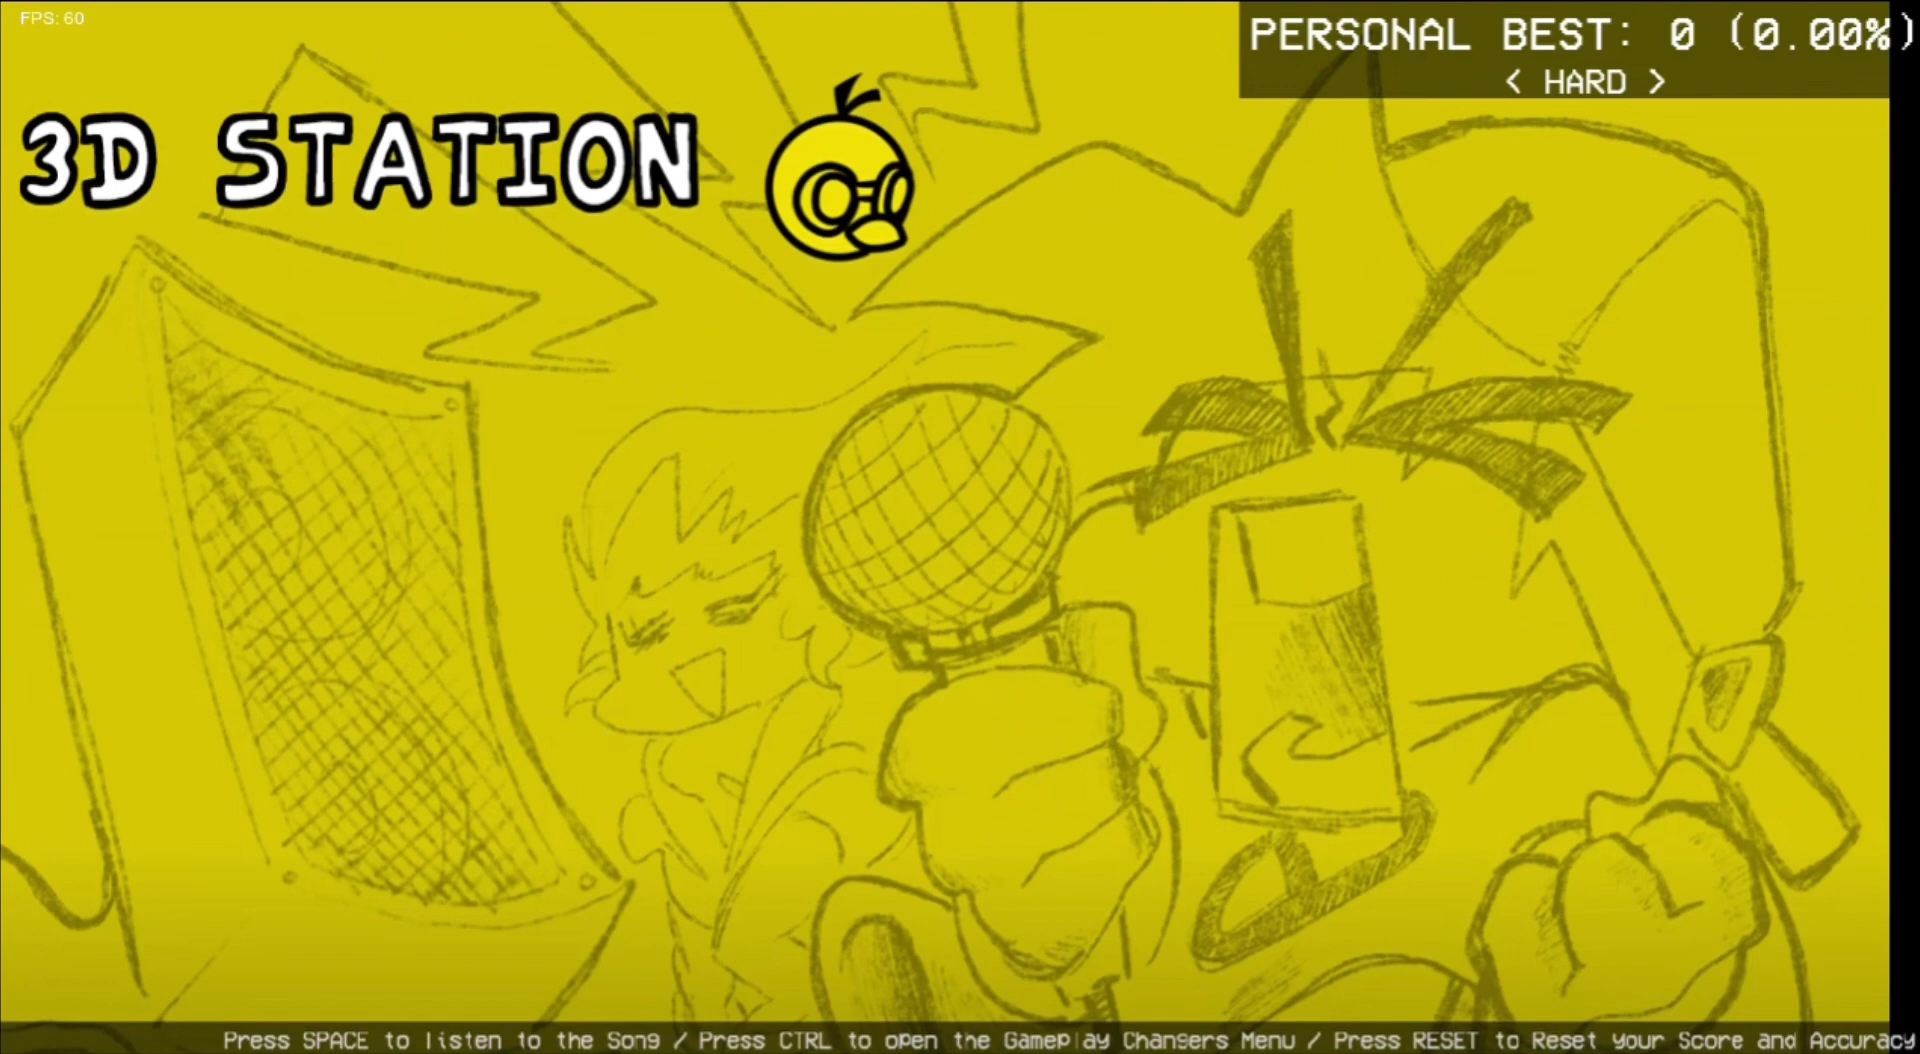 FPS: 60
PERSONAL BEST: 0 (0.00%)
< HARD >
3D STATION
Press SPACE to listen to the Song / Press CTRL to open the Gameplay Changers Menu / Press RESET to Reset your Score and Accuracy